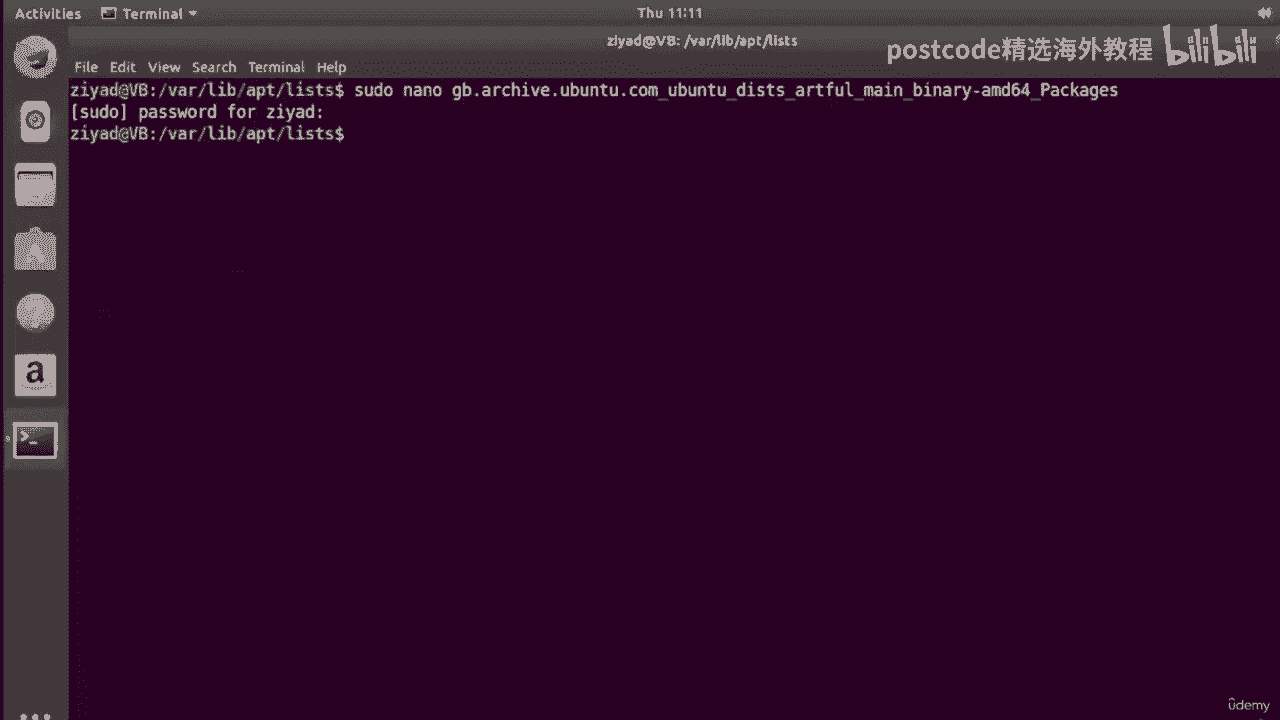 Activities Terminal Thu 11:11
ziyad@VB: /var/lib/apt/lists
postcode精选海外教程 bilibili
File Edit View Search Terminal Help
ziyad@VB:/var/lib/apt/lists$ sudo nano gb.archive.ubuntu.com_ubuntu_dists_artful_main_binary-amd64_Packages
[sudo] password for ziyad:
ziyad@VB:/var/lib/apt/lists$
a
>_
ûdemy